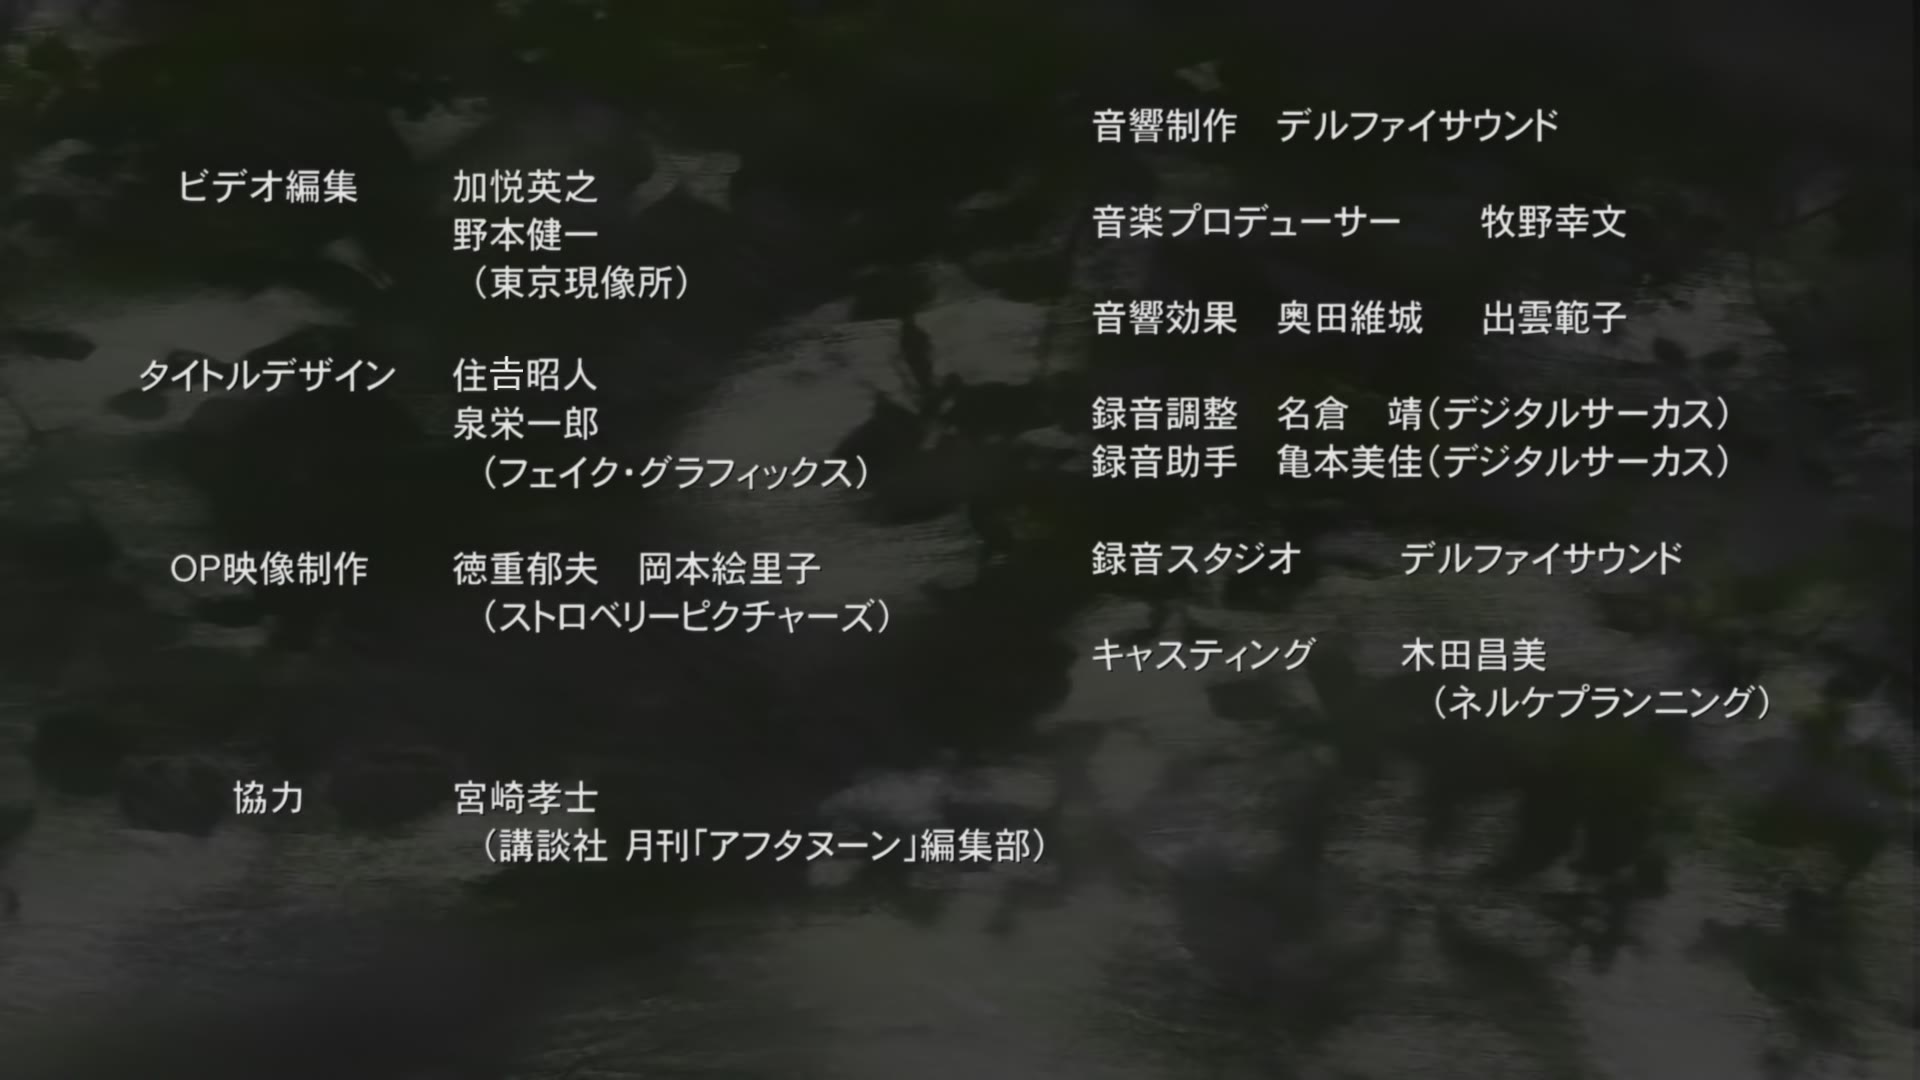 ビデオ編集　加悦英之
野本健一
（東京現像所）
タイトルデザイン　住𠮷昭人
泉栄一郎
（フェイク・グラフィックス）
OP映像制作　徳重郁夫　岡本絵里子
（ストロベリーピクチャーズ）
協力　宮崎孝士
（講談社 月刊「アフタヌーン」編集部）
音響制作　デルファイサウンド
音楽プロデューサー　牧野幸文
音響効果　奥田維城　出雲範子
録音調整　名倉　靖（デジタルサーカス）
録音助手　亀本美佳（デジタルサーカス）
録音スタジオ　デルファイサウンド
キャスティング　木田昌美
（ネルケプランニング）